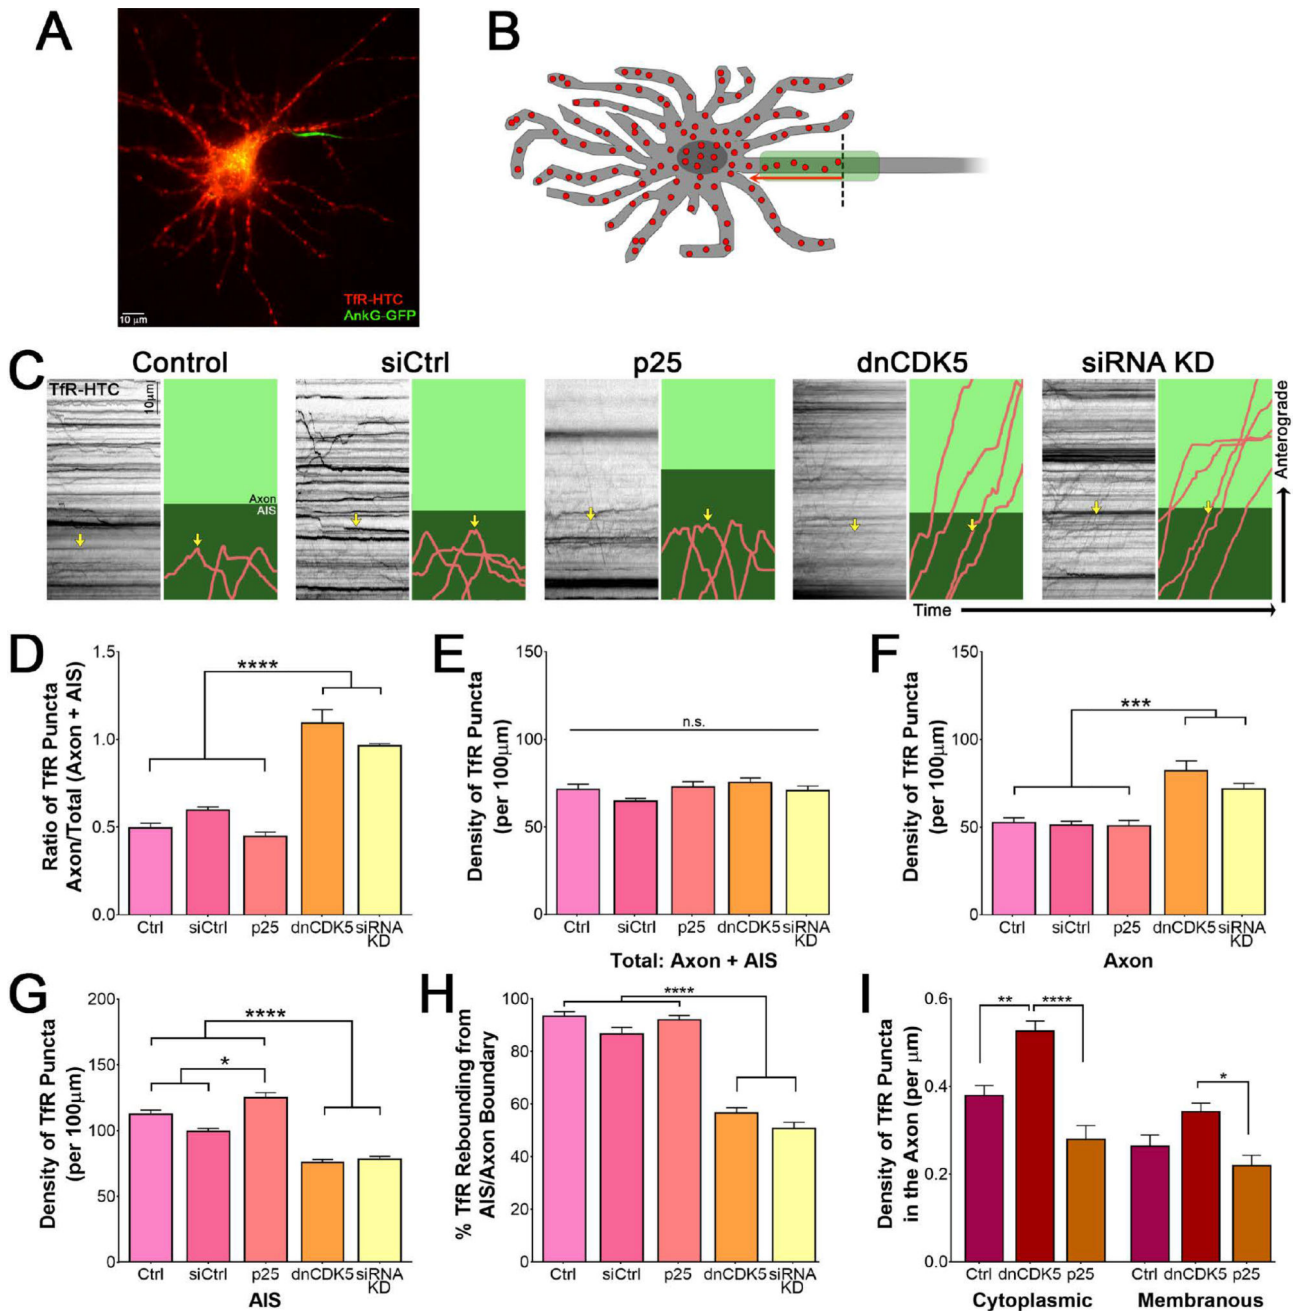 A
TfR-HTC
AnkG-GFP
10 μm
B
C
Control
siCtrl
p25
dnCDK5
siRNA KD
TfR-HTC
10μm
Axon
AIS
Anterograde
Time
D
Ratio of TfR Puncta
Axon/Total (Axon + AIS)
1.5
1.0
0.5
0.0
****
Ctrl siCtrl p25 dnCDK5 siRNA
KD
E
Density of TfR Puncta
(per 100μm)
150
100
50
0
n.s.
Ctrl siCtrl p25 dnCDK5 siRNA
KD
Total: Axon + AIS
F
Density of TfR Puncta
(per 100μm)
150
100
50
0
***
Ctrl siCtrl p25 dnCDK5 siRNA
KD
Axon
G
Density of TfR Puncta
(per 100μm)
200
150
100
50
0
****
*
Ctrl siCtrl p25 dnCDK5 siRNA
KD
AIS
H
% TfR Rebounding from
AIS/Axon Boundary
100
80
60
40
20
0
****
Ctrl siCtrl p25 dnCDK5 siRNA
KD
I
Density of TfR Puncta
in the Axon (per μm)
0.6
0.4
0.2
0.0
** ****
*
Ctrl dnCDK5 p25 Ctrl dnCDK5 p25
Cytoplasmic Membranous